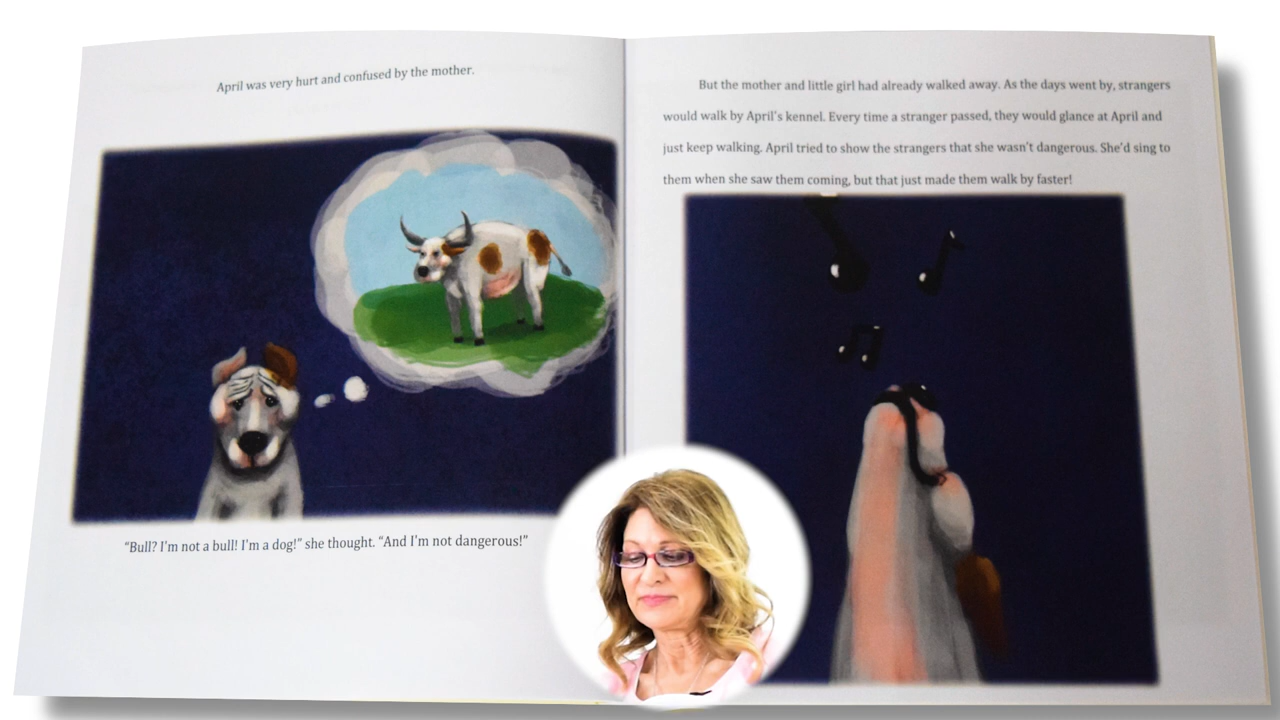 April was very hurt and confused by the mother.
“Bull? I'm not a bull! I'm a dog!” she thought. “And I'm not dangerous!”
But the mother and little girl had already walked away. As the days went by, strangers
would walk by April's kennel. Every time a stranger passed, they would glance at April and
just keep walking. April tried to show the strangers that she wasn't dangerous. She'd sing to
them when she saw them coming, but that just made them walk by faster!